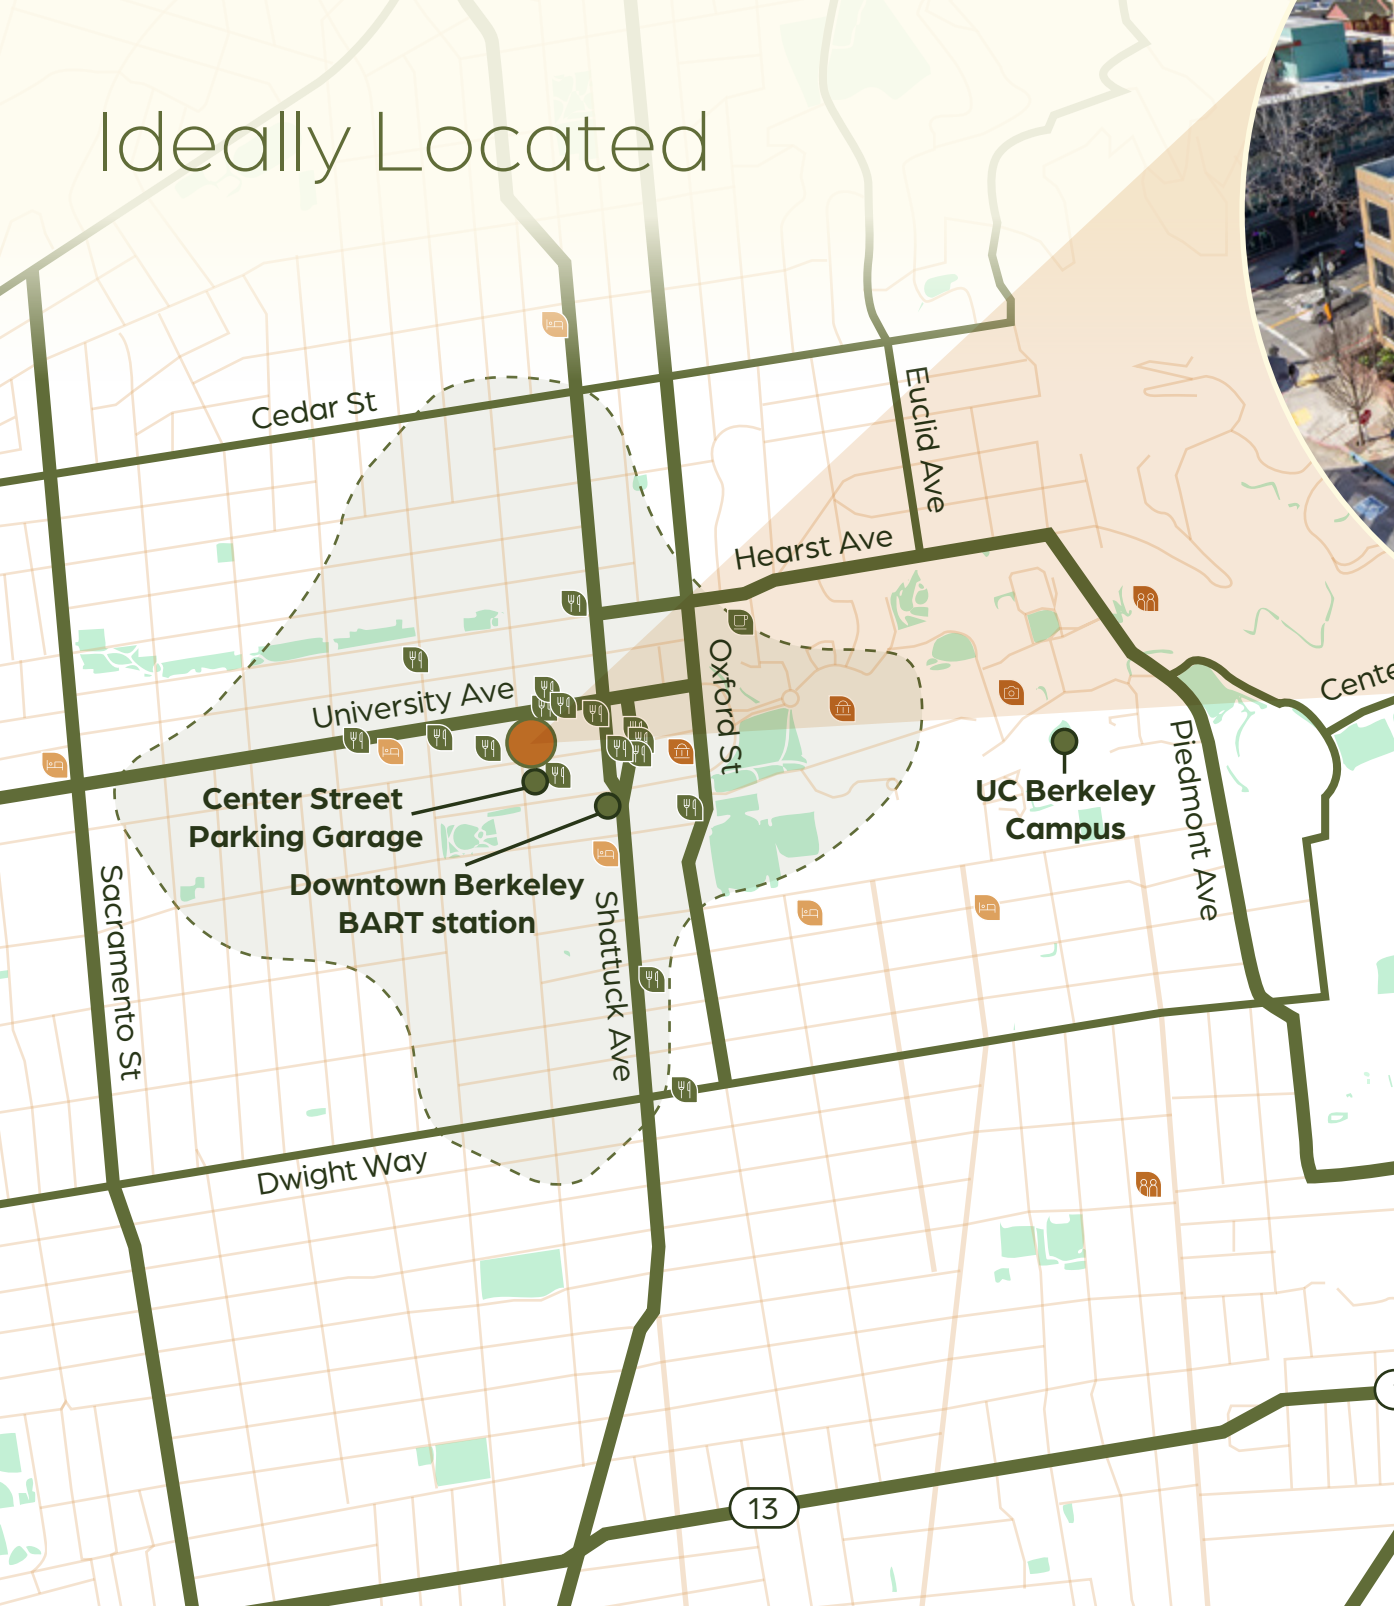 Ideally Located
Cedar St
Euclid Ave
Hearst Ave
Oxford St
University Ave
Cente
Center Street
Parking Garage
UC Berkeley
Campus
Piedmont Ave
Downtown Berkeley
BART station
Sacramento St
Shattuck Ave
Dwight Way
13